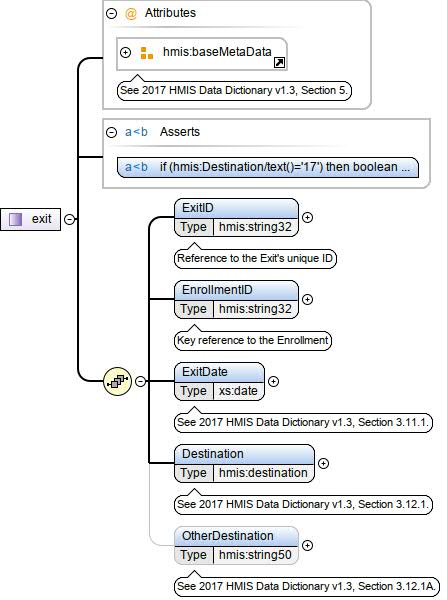 @ Attributes
hmis:baseMetaData
See 2017 HMIS Data Dictionary v1.3, Section 5.
a<b Asserts
a<b if (hmis:Destination/text()='17') then boolean ...
exit
ExitID
Type hmis:string32
Reference to the Exit's unique ID
EnrollmentID
Type hmis:string32
Key reference to the Enrollment
ExitDate
Type xs:date
See 2017 HMIS Data Dictionary v1.3, Section 3.11.1.
Destination
Type hmis:destination
See 2017 HMIS Data Dictionary v1.3, Section 3.12.1.
OtherDestination
Type hmis:string50
See 2017 HMIS Data Dictionary v1.3, Section 3.12.1A.